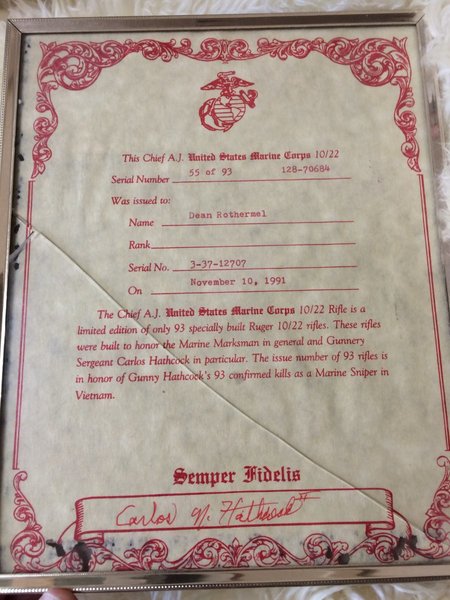 This Chief A.J. United States Marine Corps 10/22
Serial Number 55 of 93 128-70684
Was issued to:
Name Dean Rothermel
Rank
Serial No. 3-37-12707
On November 10, 1991
The Chief A.J. United States Marine Corps 10/22 Rifle is a
limited edition of only 93 specially built Ruger 10/22 rifles. These rifles
were built to honor the Marine Marksman in general and Gunnery
Sergeant Carlos Hathcock in particular. The issue number of 93 rifles is
in honor of Gunny Hathcock's 93 confirmed kills as a Marine Sniper in
Vietnam.
Semper Fidelis
Carlos N. Hathcock II